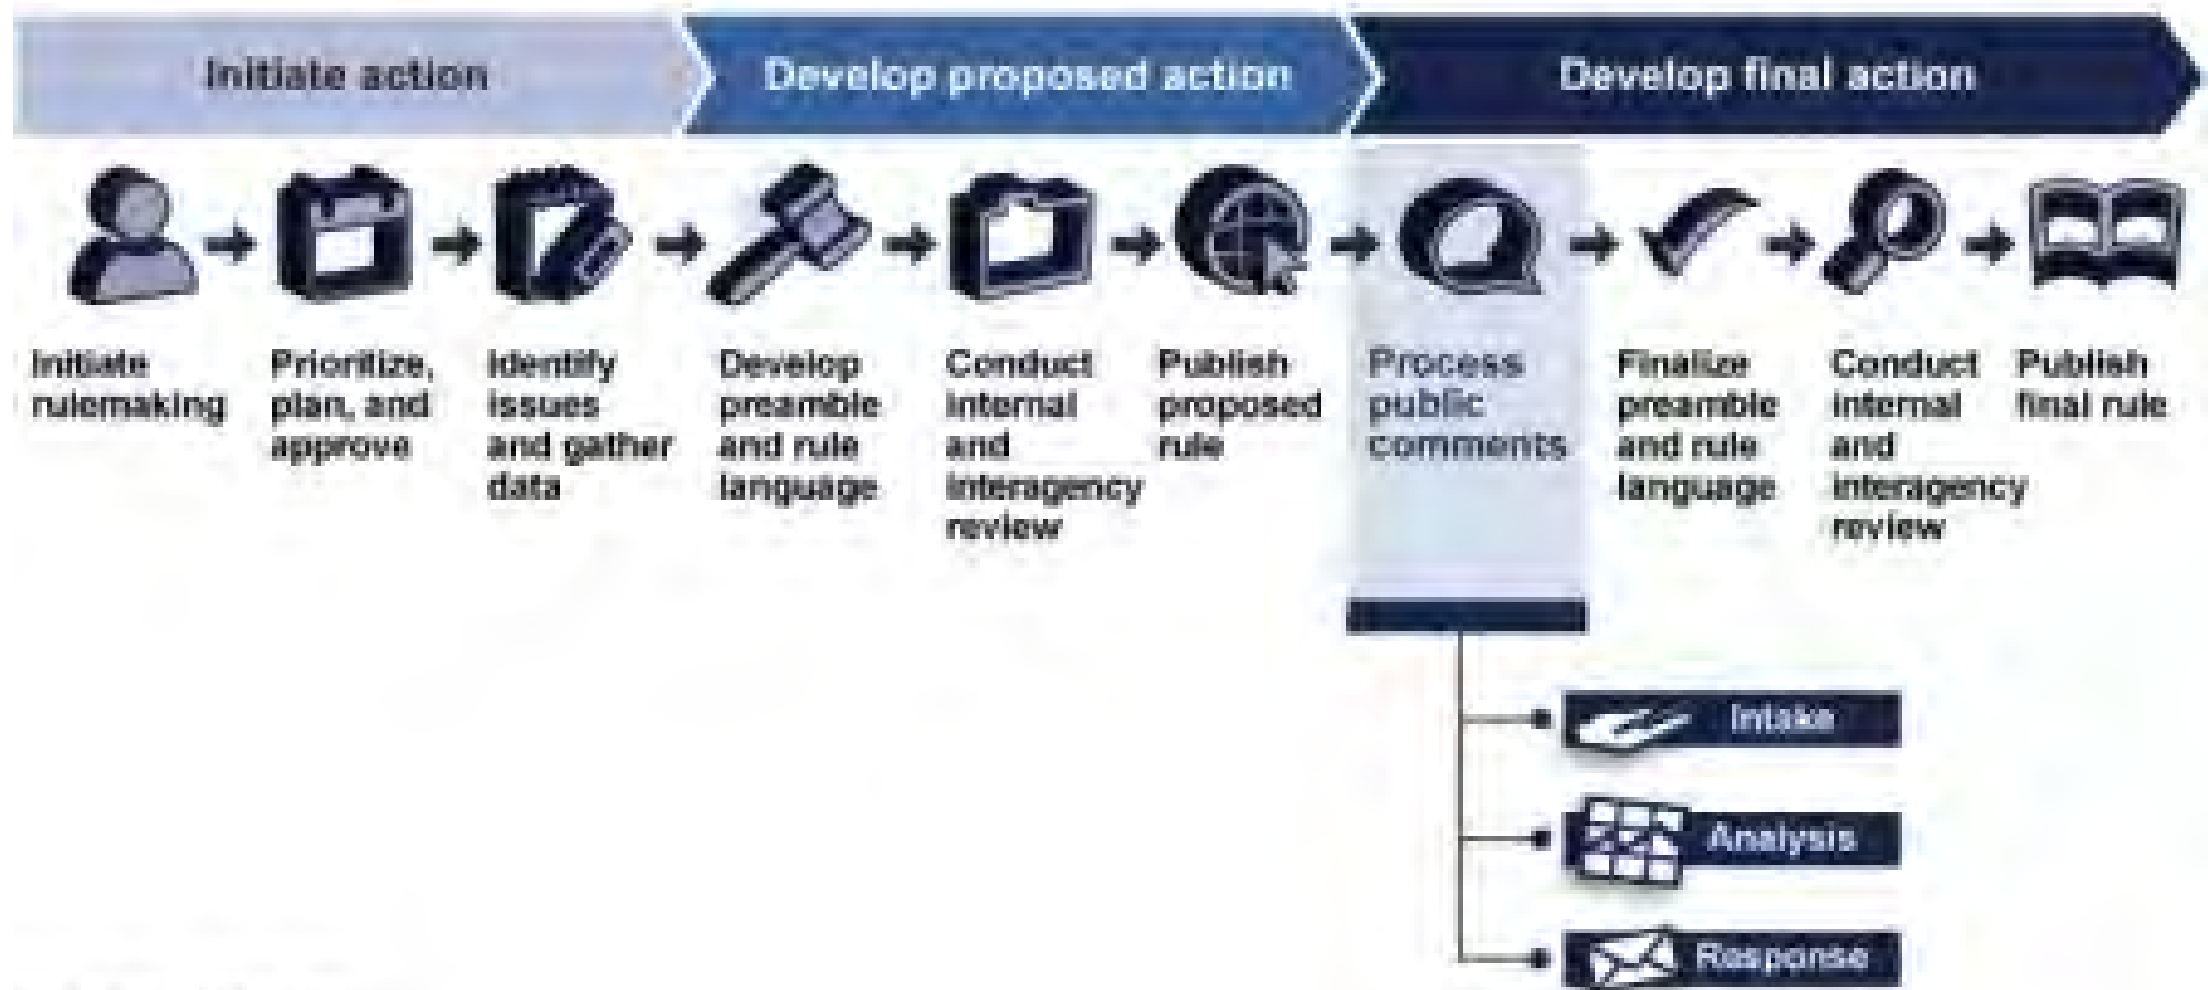 Initiate action
Develop proposed action
Develop final action
Initiate
rulemaking
Prioritize,
plan, and
approve
Identify
issues
and gather
data
Develop
preamble
and rule
language
Conduct
internal
and
interagency
review
Publish
proposed
rule
Process
public
comments
Finalize
preamble
and rule
language
Conduct
internal
and
interagency
review
Publish
final rule
Intake
Analysis
Response